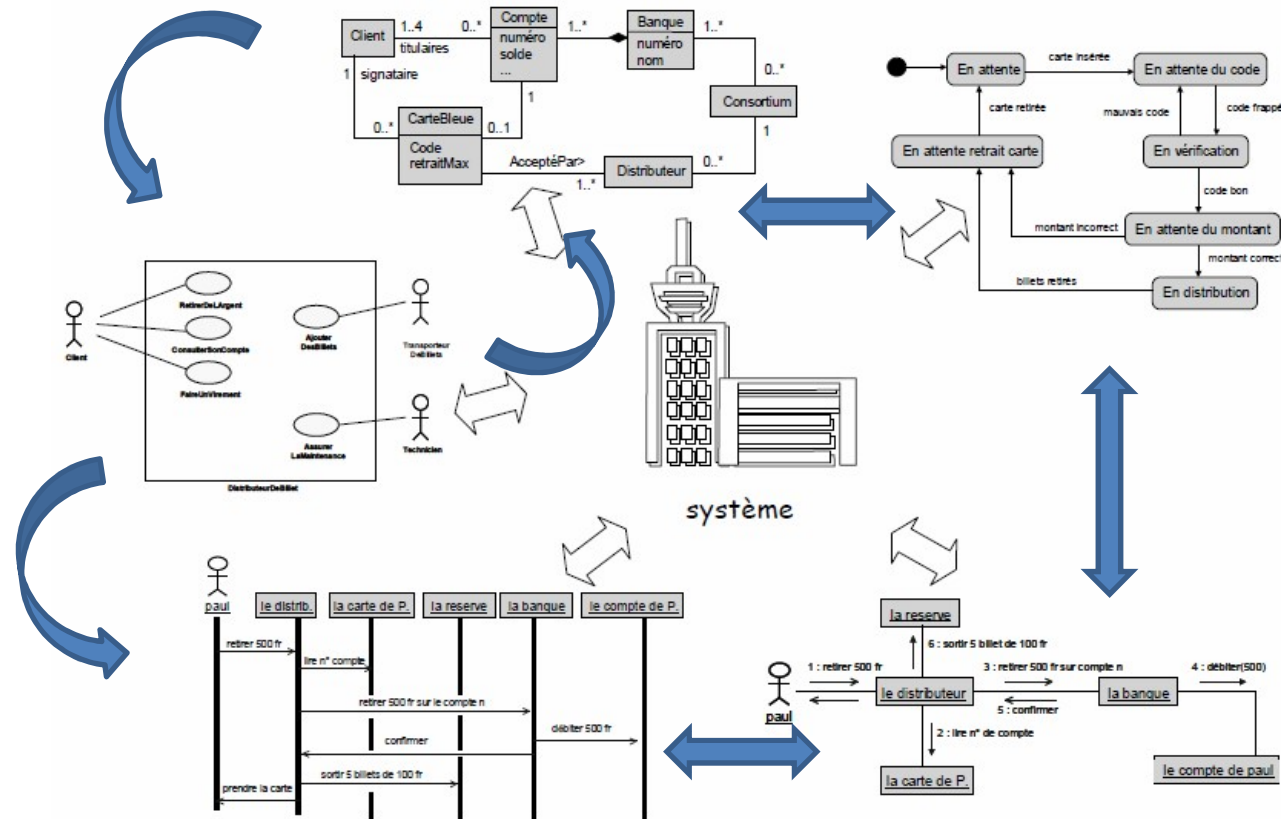 Client
1..4
titulaires
0..*
Compte
numéro
solde
...
1..*
Banque
numéro
nom
1..*
0..*
Consortium
1
1
signataire
0..*
CarteBleue
Code
retraitMax
0..1
1
AcceptéPar>
1..*
Distributeur
0..*
En attente
carte insérée
En attente du code
carte retirée
mauvais code
code frappé
En attente retrait carte
En vérification
code bon
montant incorrect
En attente du montant
montant correct
billets retirés
En distribution
Client
RetirerDeLArgent
ConsulterSonCompte
FaireUnVirement
Ajouter
DesBillets
Transporteur
DeBillets
Assurer
LaMaintenance
Technicien
DistributeurDeBillet
système
paul
le distrib.
la carte de P.
la reserve
la banque
le compte de P.
retirer 500 fr
lire n° compte
retirer 500 fr sur le compte n
débiter 500 fr
confirmer
sortir 5 billets de 100 fr
prendre la carte
la reserve
6 : sortir 5 billet de 100 fr
1 : retirer 500 fr
3 : retirer 500 fr sur compte n
4 : débiter(500)
paul
le distributeur
la banque
5 : confirmer
2 : lire n° de compte
la carte de P.
le compte de paul